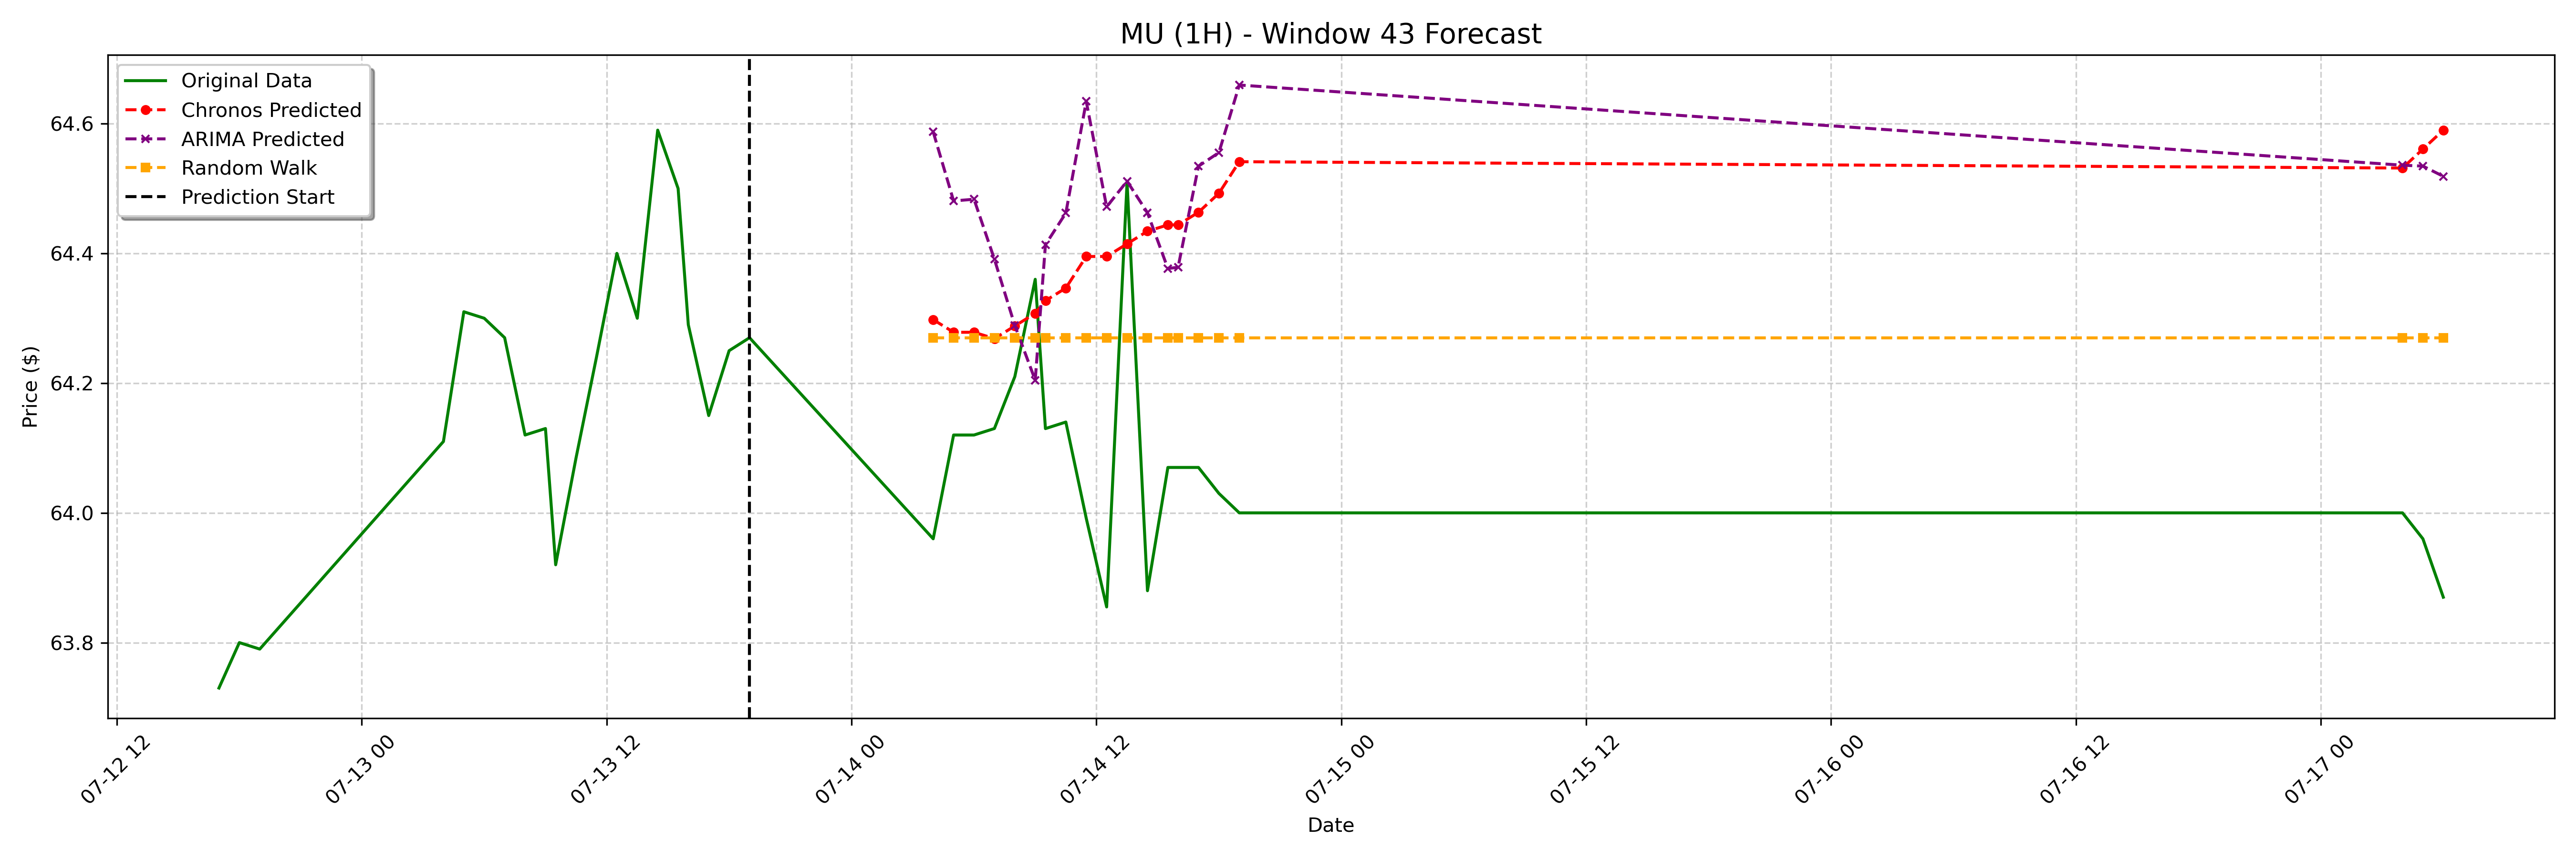 MU (1H) - Window 43 Forecast
Original Data
Chronos Predicted
ARIMA Predicted
Random Walk
Prediction Start
Price ($)
64.6
64.4
64.2
64.0
63.8
07-12 12
07-13 00
07-13 12
07-14 00
07-14 12
07-15 00
07-15 12
07-16 00
07-16 12
07-17 00
Date